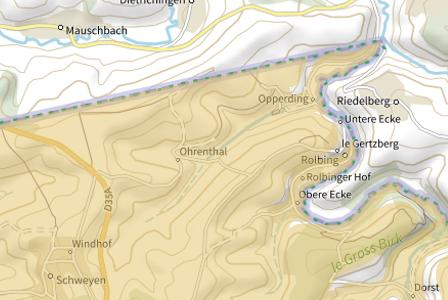 Dietrichingen
Mauschbach
Opperding
Riedelberg
Untere Ecke
le Gertzberg
Ohrenthal
Rolbing
Rolbinger Hof
Obere Ecke
D35A
Windhof
le Gross Birk
Schweyen
Dorst